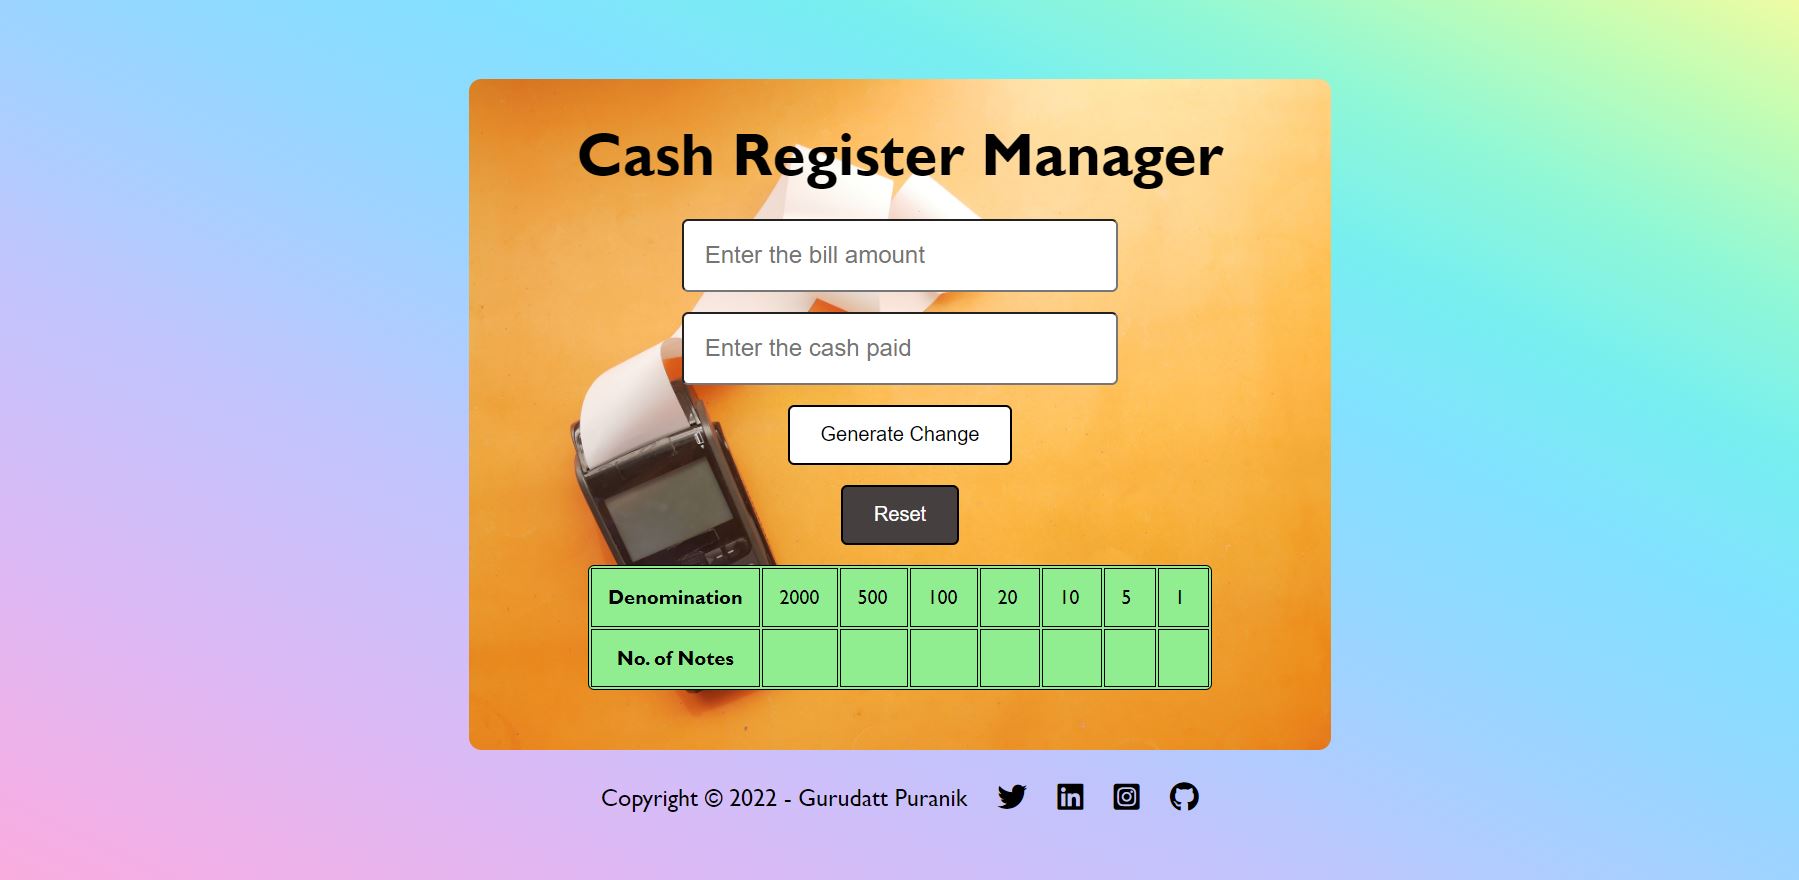 Cash Register Manager
Enter the bill amount
Enter the cash paid
Generate Change
Reset
Denomination 2000 500 100 20 10 5 1
No. of Notes
Copyright © 2022 - Gurudatt Puranik